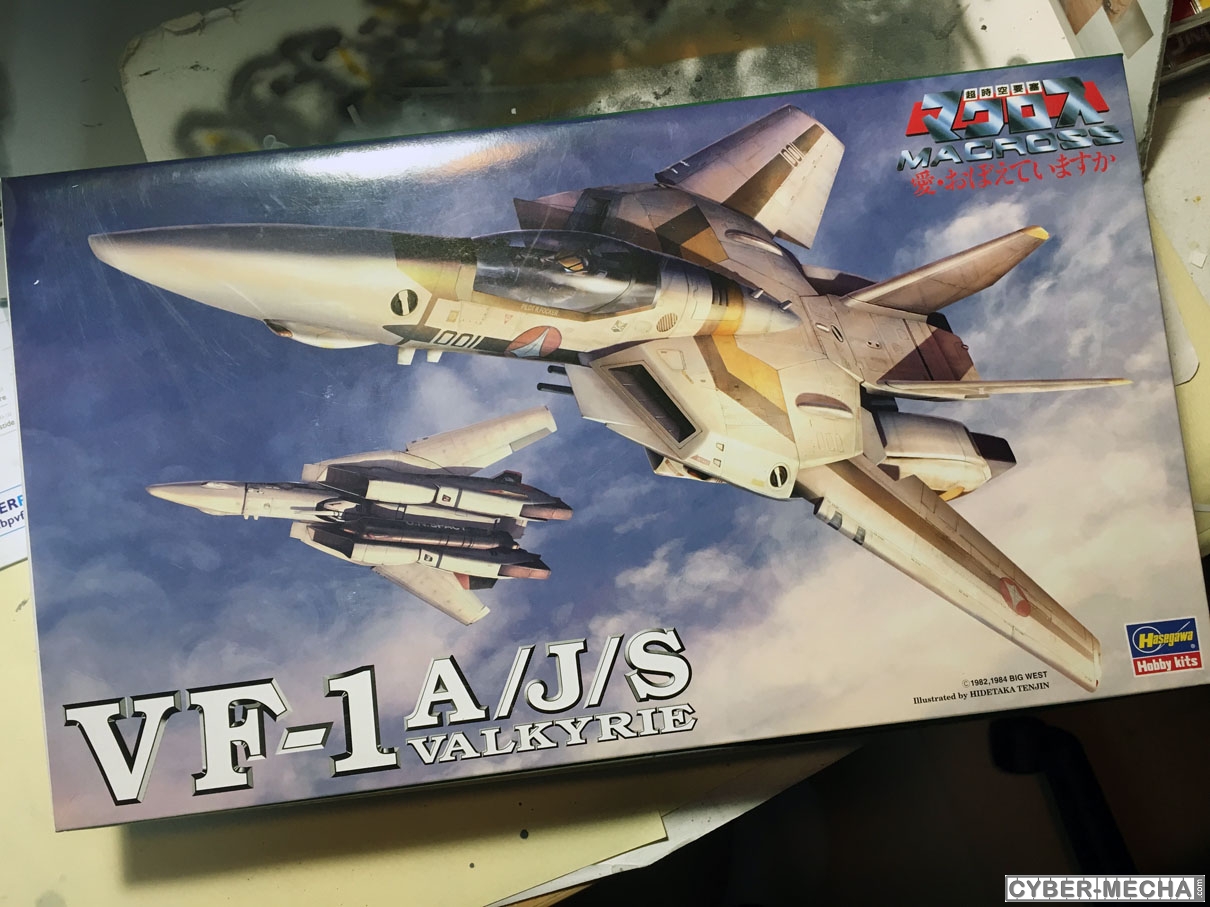 超時空要塞
マクロス
MACROSS
愛・おぼえていますか
001
001
VF-1 A/J/S
VALKYRIE
©1982,1984 BIG WEST
Illustrated by HIDETAKA TENJIN
Hasegawa
Hobby kits
CYBER-MECHA.com